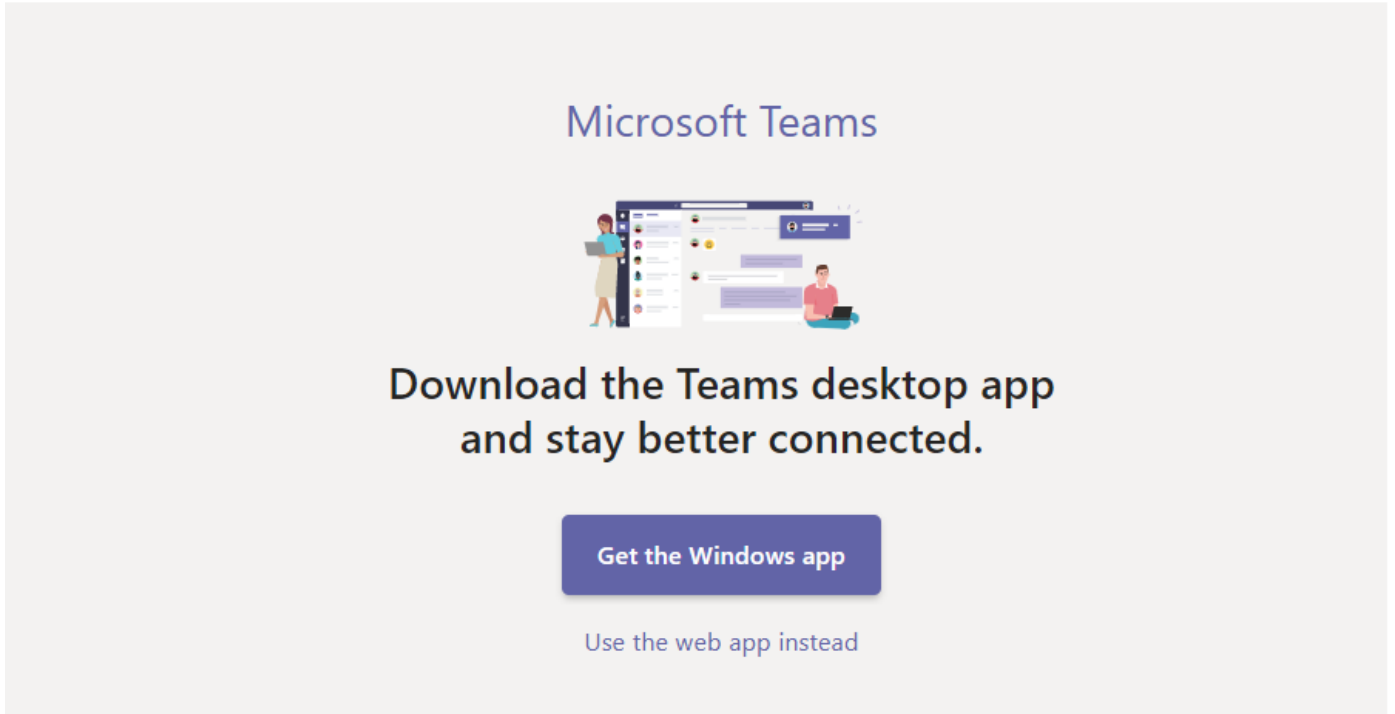 Microsoft Teams
Download the Teams desktop app
and stay better connected.
Get the Windows app
Use the web app instead